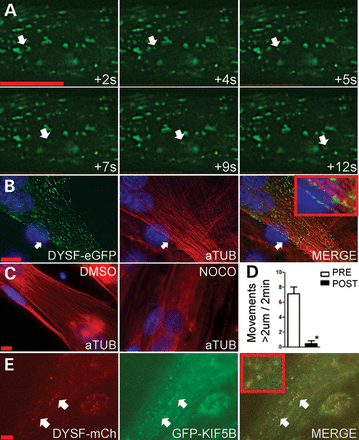 A
+2s
+4s
+5s
+7s
+9s
+12s
B
DYSF-eGFP
aTUB
MERGE
C
DMSO
aTUB
NOCO
aTUB
D
Movements
>2um / 2min
10
8
6
4
2
0
PRE
POST
*
E
DYSF-mCh
GFP-KIF5B
MERGE